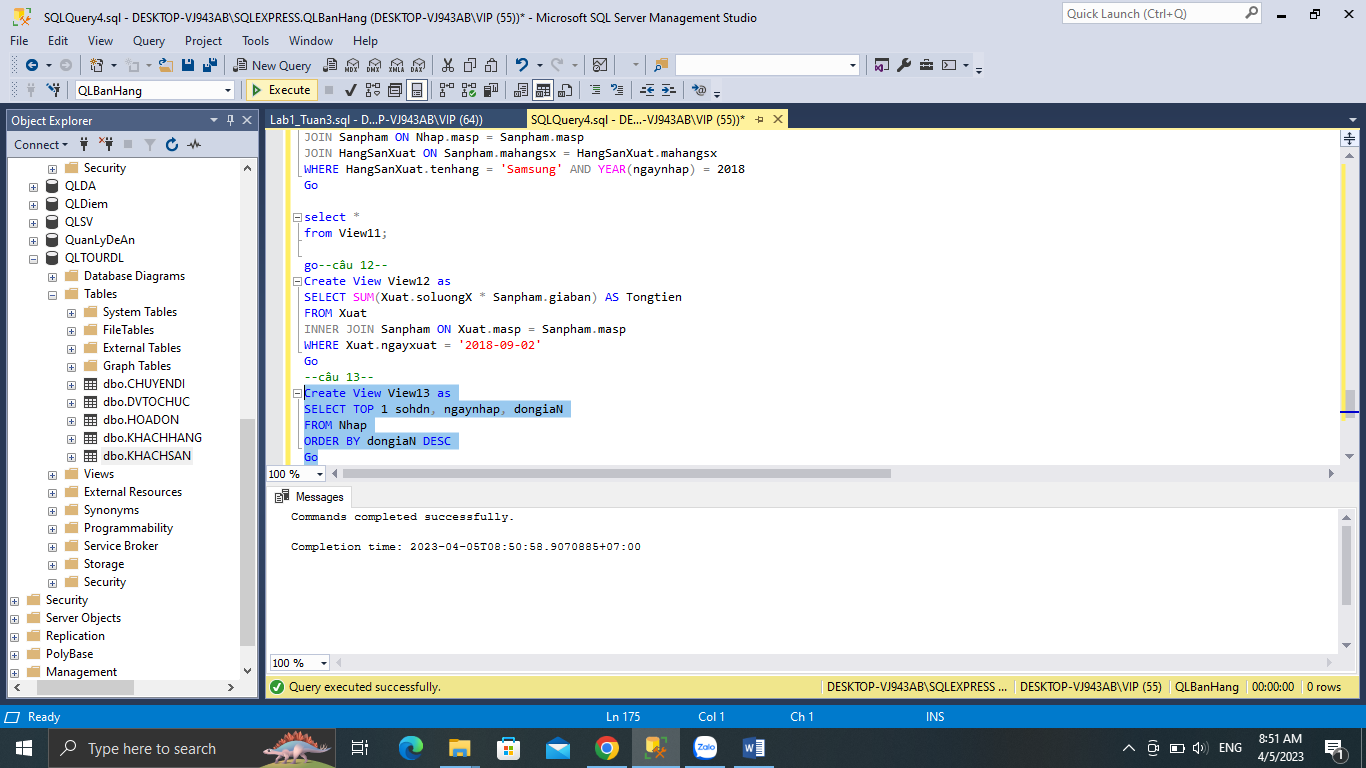 SQLQuery4.sql - DESKTOP-VJ943AB\SQLEXPRESS.QLBanHang (DESKTOP-VJ943AB\VIP (55))* - Microsoft SQL Server Management Studio
Quick Launch (Ctrl+Q)
File Edit View Query Project Tools Window Help
New Query
MDX DMX XMLA DAX
QLBanHang
Execute
Object Explorer
Lab1_Tuan3.sql - D...P-VJ943AB\VIP (64))
SQLQuery4.sql - DE...-VJ943AB\VIP (55))*
Connect
Security
QLDA
QLDiem
QLSV
QuanLyDeAn
QLTOURDL
Database Diagrams
Tables
System Tables
FileTables
External Tables
Graph Tables
dbo.CHUYENDI
dbo.DVTOCHUC
dbo.HOADON
dbo.KHACHHANG
dbo.KHACHSAN
Views
External Resources
Synonyms
Programmability
Service Broker
Storage
Security
Security
Server Objects
Replication
PolyBase
Management
JOIN Sanpham ON Nhap.masp = Sanpham.masp
JOIN HangSanXuat ON Sanpham.mahangsx = HangSanXuat.mahangsx
WHERE HangSanXuat.tenhang = 'Samsung' AND YEAR(ngaynhap) = 2018
Go
select *
from View11;
go--câu 12--
Create View View12 as
SELECT SUM(Xuat.soluongX * Sanpham.giaban) AS Tongtien
FROM Xuat
INNER JOIN Sanpham ON Xuat.masp = Sanpham.masp
WHERE Xuat.ngayxuat = '2018-09-02'
Go
--câu 13--
Create View View13 as
SELECT TOP 1 sohdn, ngaynhap, dongiaN
FROM Nhap
ORDER BY dongiaN DESC
Go
100 %
Messages
Commands completed successfully.
Completion time: 2023-04-05T08:50:58.9070885+07:00
100 %
Query executed successfully.
DESKTOP-VJ943AB\SQLEXPRESS ... DESKTOP-VJ943AB\VIP (55) QLBanHang 00:00:00 0 rows
Ready Ln 175 Col 1 Ch 1 INS
Type here to search
Zalo
ENG
8:51 AM
4/5/2023
1